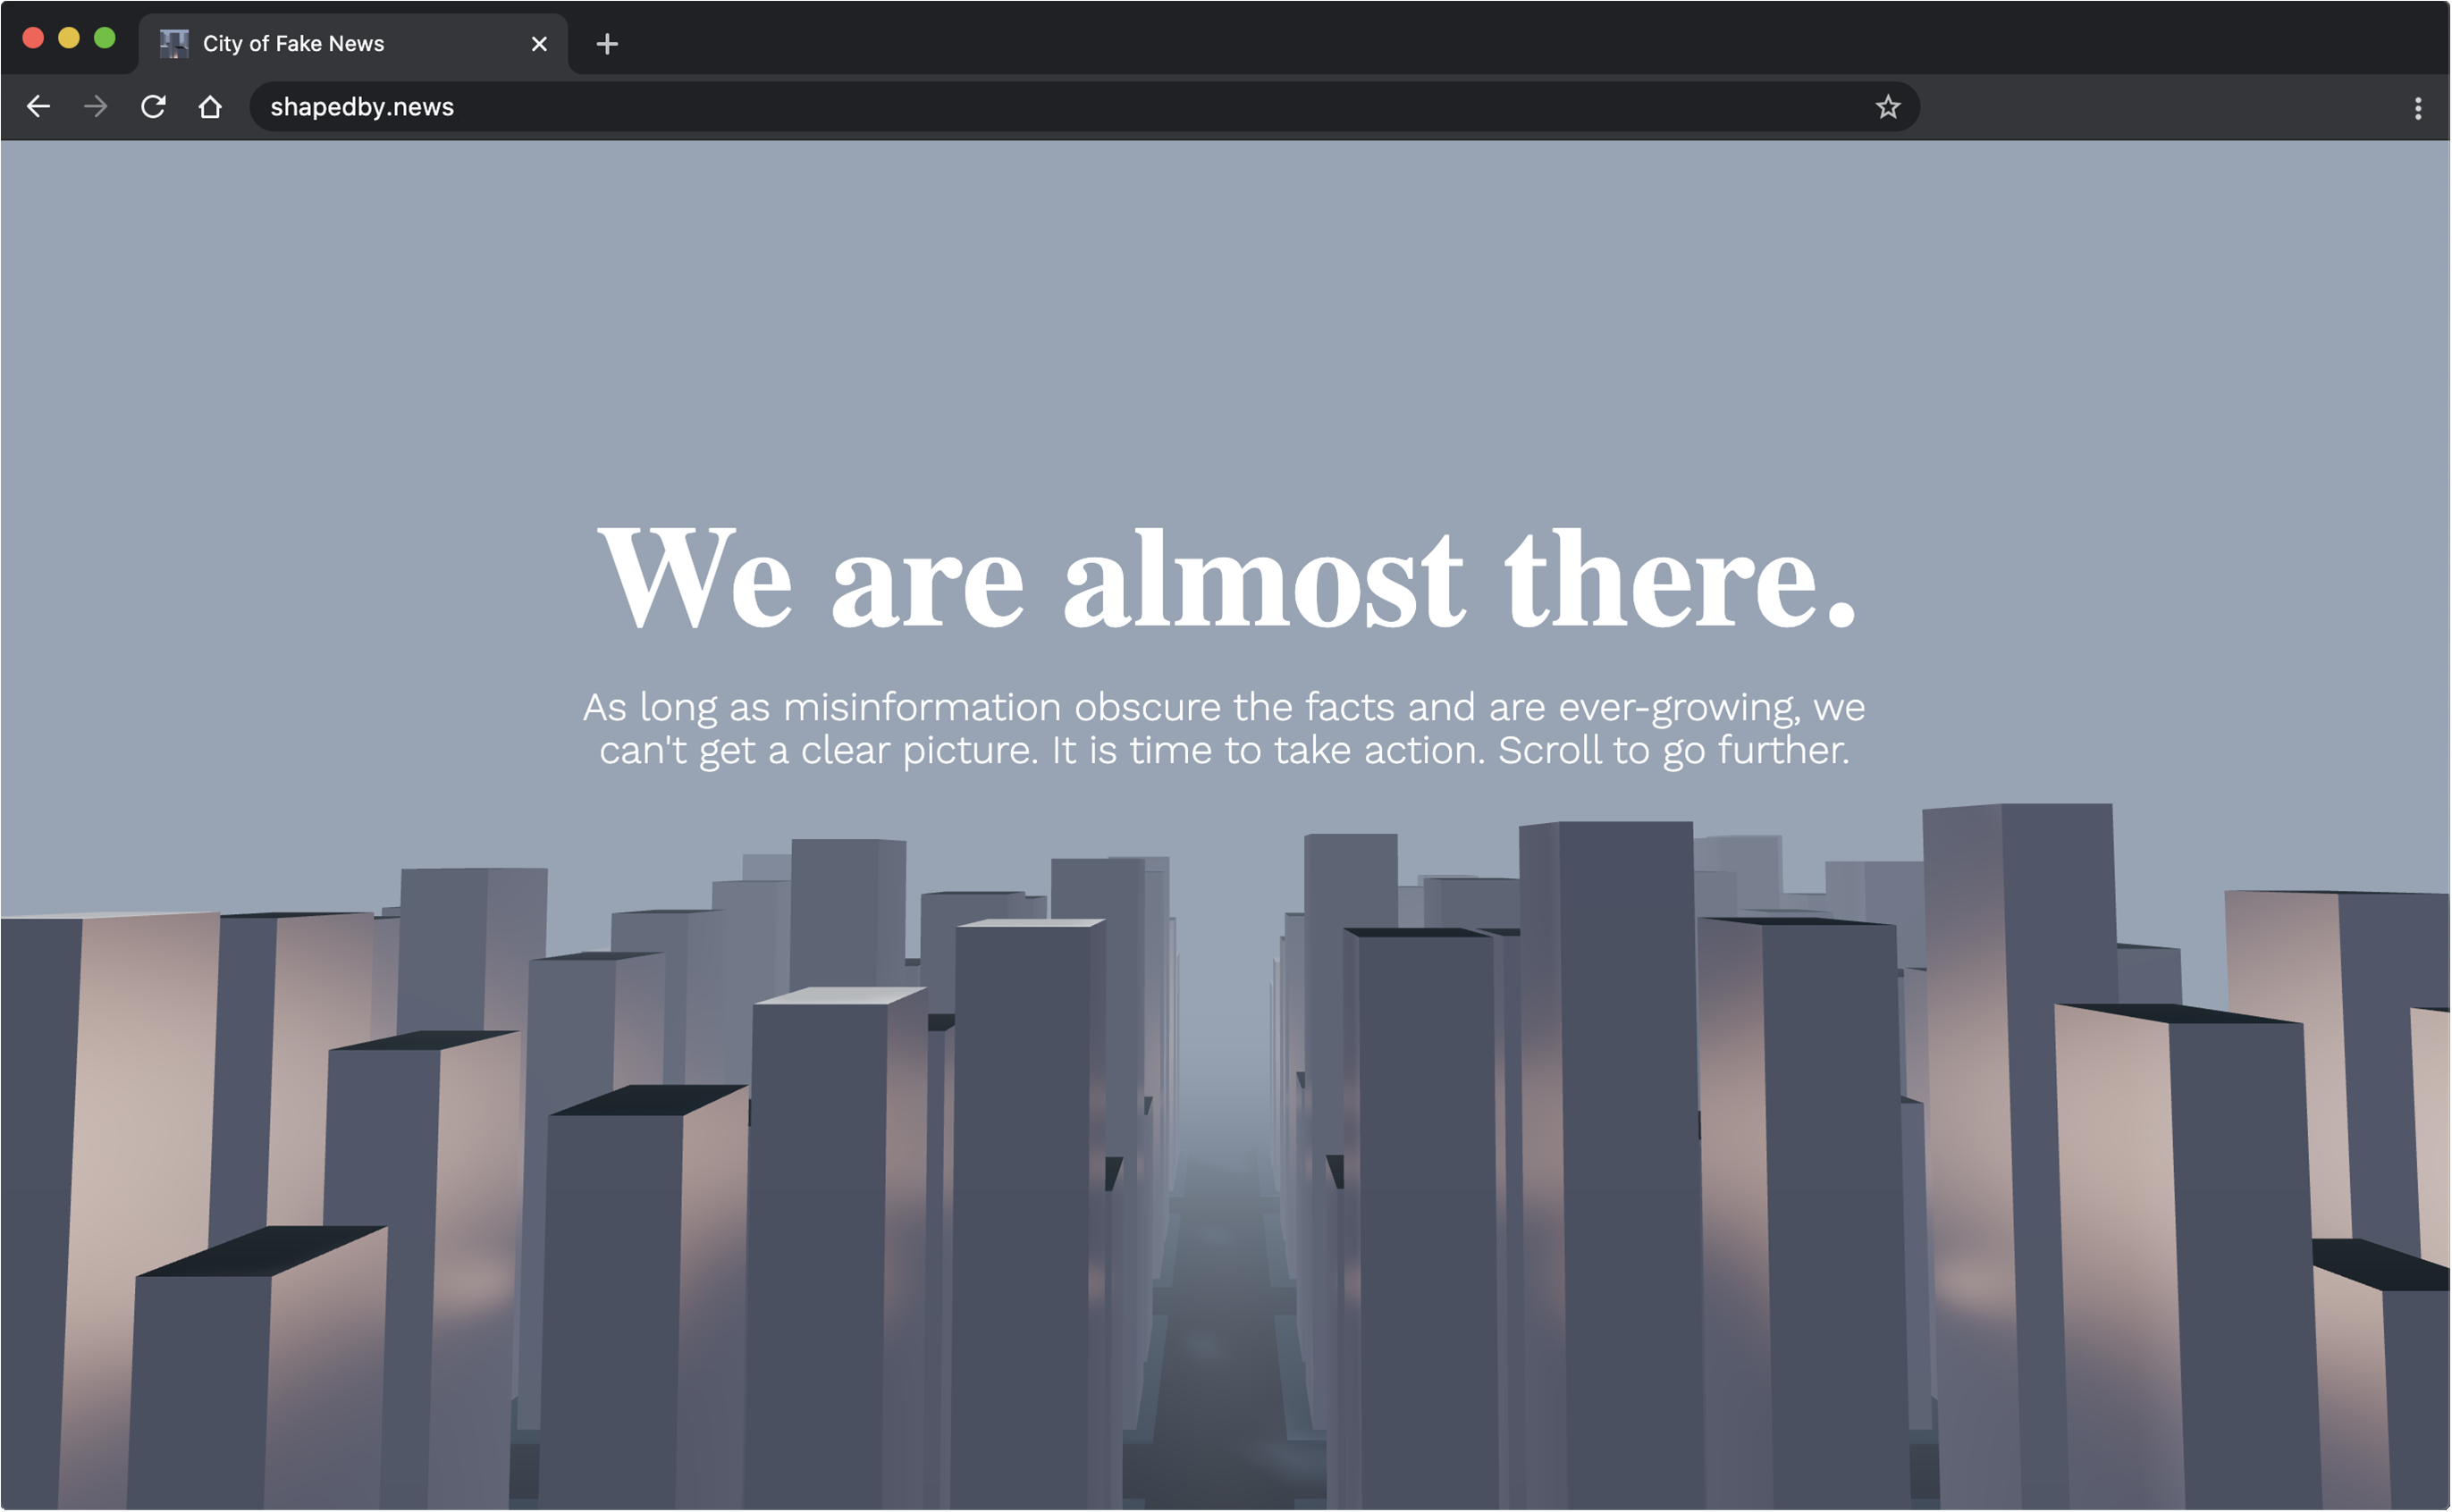 City of Fake News
shapedby.news
We are almost there.
As long as misinformation obscure the facts and are ever-growing, we
can't get a clear picture. It is time to take action. Scroll to go further.